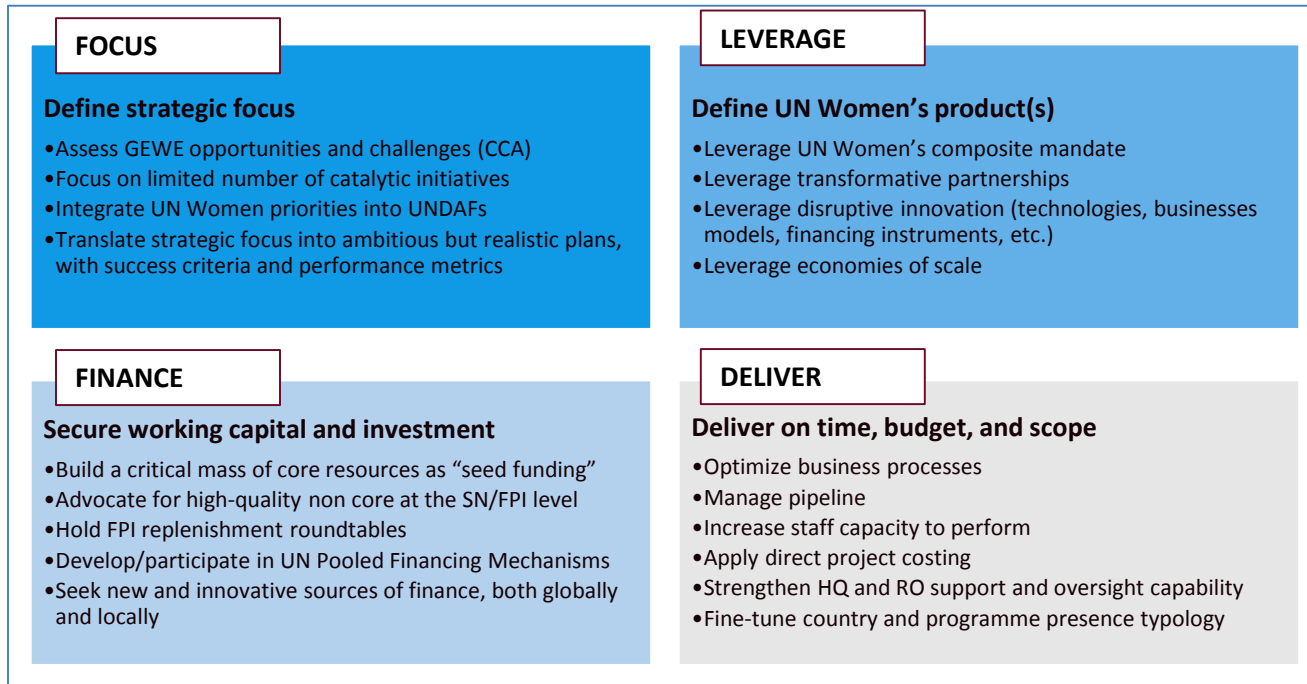 FOCUS
Define strategic focus
•Assess GEWE opportunities and challenges (CCA)
•Focus on limited number of catalytic initiatives
•Integrate UN Women priorities into UNDAFs
•Translate strategic focus into ambitious but realistic plans,
with success criteria and performance metrics
LEVERAGE
Define UN Women’s product(s)
•Leverage UN Women’s composite mandate
•Leverage transformative partnerships
•Leverage disruptive innovation (technologies, businesses
models, financing instruments, etc.)
•Leverage economies of scale
FINANCE
Secure working capital and investment
•Build a critical mass of core resources as “seed funding”
•Advocate for high-quality non core at the SN/FPI level
•Hold FPI replenishment roundtables
•Develop/participate in UN Pooled Financing Mechanisms
•Seek new and innovative sources of finance, both globally
and locally
DELIVER
Deliver on time, budget, and scope
•Optimize business processes
•Manage pipeline
•Increase staff capacity to perform
•Apply direct project costing
•Strengthen HQ and RO support and oversight capability
•Fine-tune country and programme presence typology